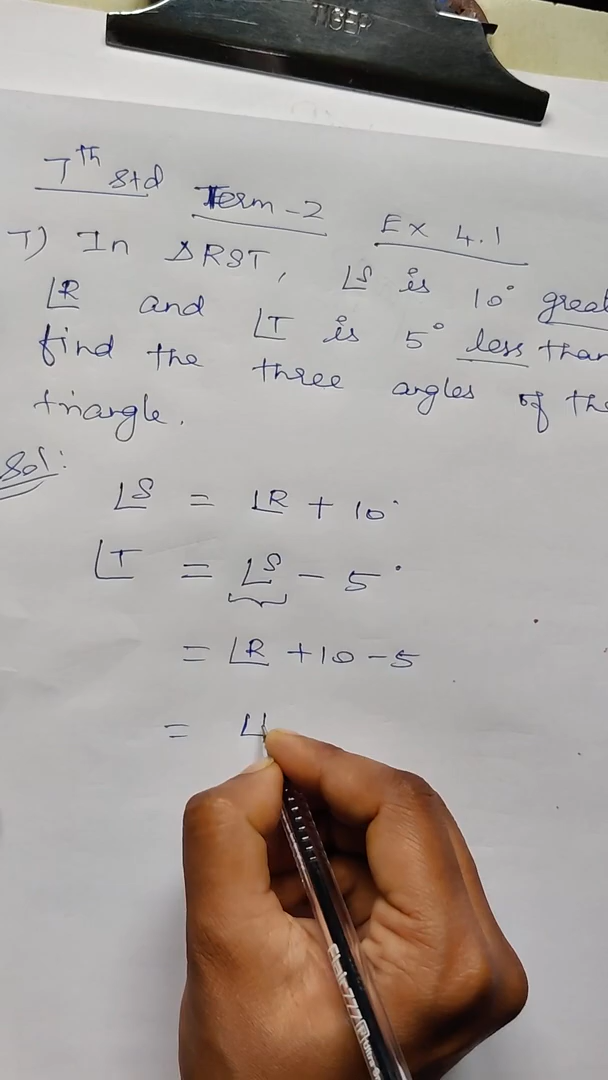 TIGER
7th std Term-2 Ex 4.1
7) In ΔRST, ∠S is 10° great
∠R and ∠T is 5° less than
find the three angles of the
triangle.
Sol:
∠S = ∠R + 10°
∠T = ∠S - 5°
= ∠R + 10 - 5
= ∠